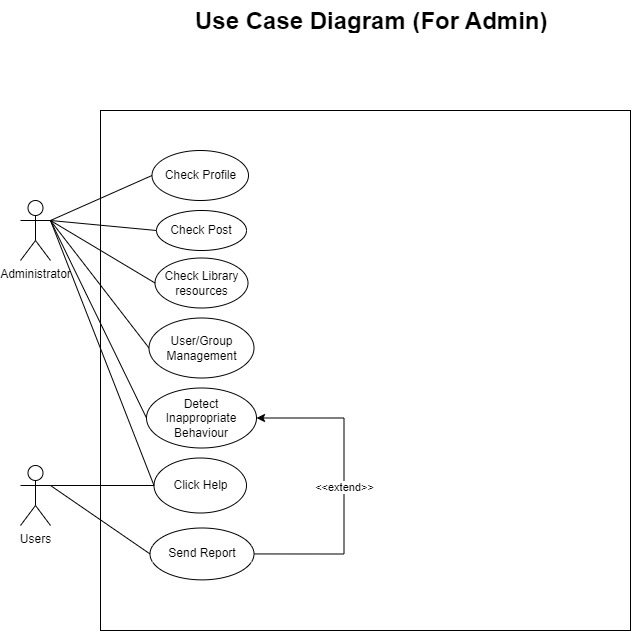 Use Case Diagram (For Admin)
Check Profile
Check Post
Administrator
Check Library
resources
User/Group
Management
Detect
Inappropriate
Behaviour
Click Help
<<extend>>
Users
Send Report